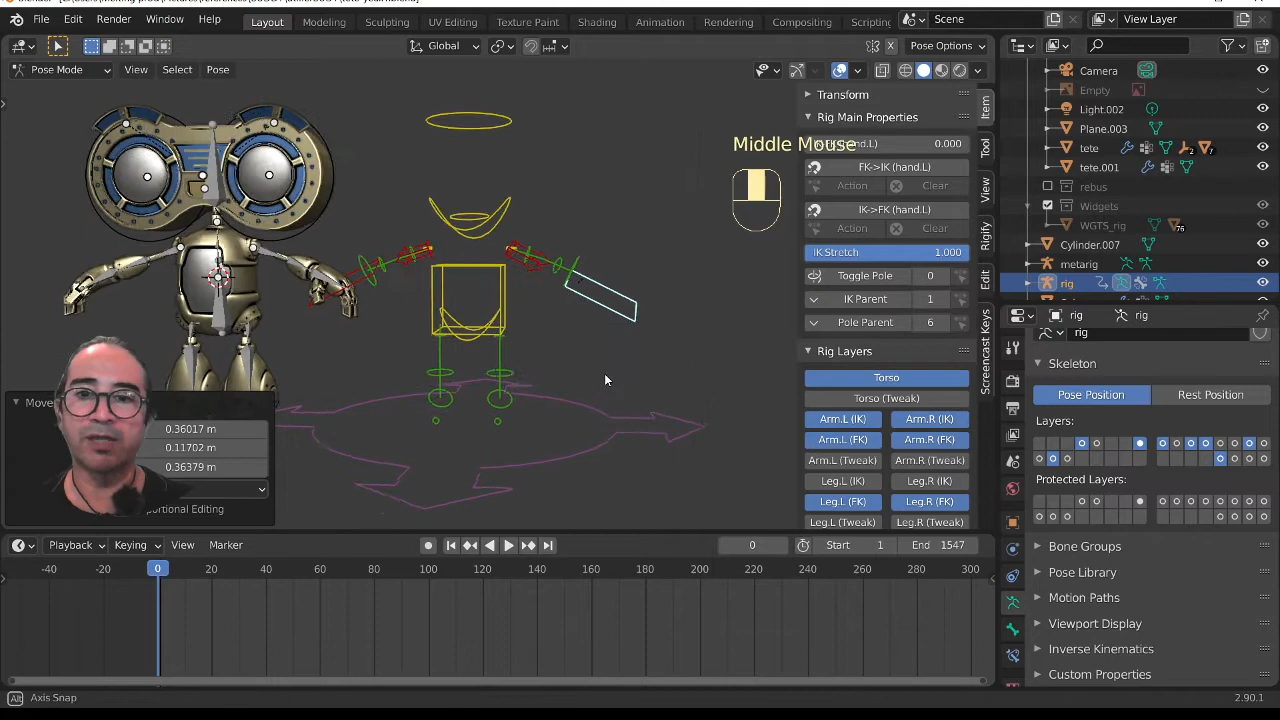 File Edit Render Window Help
Layout Modeling Sculpting UV Editing Texture Paint Shading Animation Rendering Compositing Scripting
Scene
View Layer
Global
Pose Options
Pose Mode View Select Pose
Middle Mouse
Transform
Rig Main Properties
(hand.L) 0.000
FK->IK (hand.L)
Action Clear
IK->FK (hand.L)
Action Clear
IK Stretch 1.000
Toggle Pole 0
IK Parent 1
Pole Parent 6
Rig Layers
Torso
Torso (Tweak)
Arm.L (IK) Arm.R (IK)
Arm.L (FK) Arm.R (FK)
Arm.L (Tweak) Arm.R (Tweak)
Leg.L (IK) Leg.R (IK)
Leg.L (FK) Leg.R (FK)
Leg.L (Tweak) Leg.R (Tweak)
Item
Tool
View
Rigify
Edit
Screencast Keys
Camera
Empty
Light.002
Plane.003
tete 2 7
tete.001
rebus
Widgets
WGTS_rig 76
Cylinder.007
metarig
rig
rig rig
rig
Skeleton
Pose Position Rest Position
Layers:
Protected Layers:
Bone Groups
Pose Library
Motion Paths
Viewport Display
Inverse Kinematics
Custom Properties
Move
0.36017 m
0.11702 m
0.36379 m
ortional Editing
Playback Keying View Marker
0 Start 1 End 1547
-40 -20 0 20 40 60 80 100 120 140 160 180 200 220 240 260 280 300
Alt Axis Snap
2.90.1